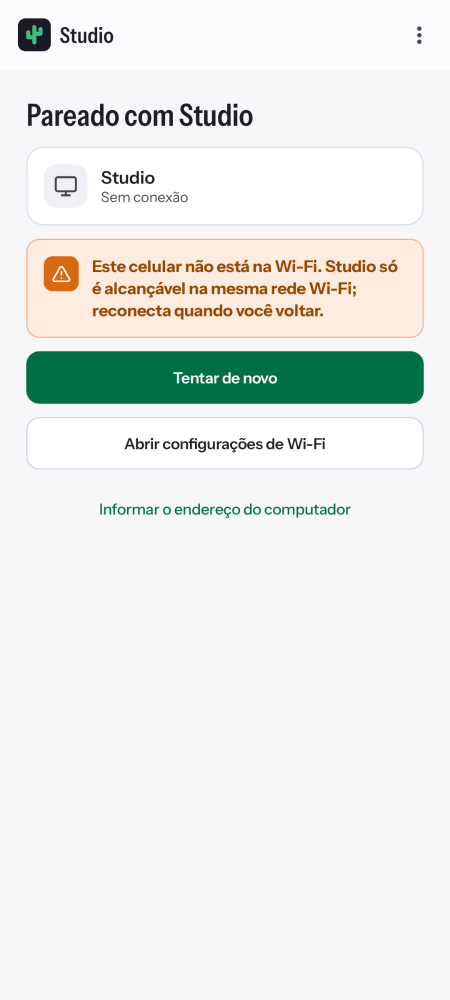 Studio
Pareado com Studio
Studio
Sem conexão
Este celular não está na Wi-Fi. Studio só
é alcançável na mesma rede Wi-Fi;
reconecta quando você voltar.
Tentar de novo
Abrir configurações de Wi-Fi
Informar o endereço do computador